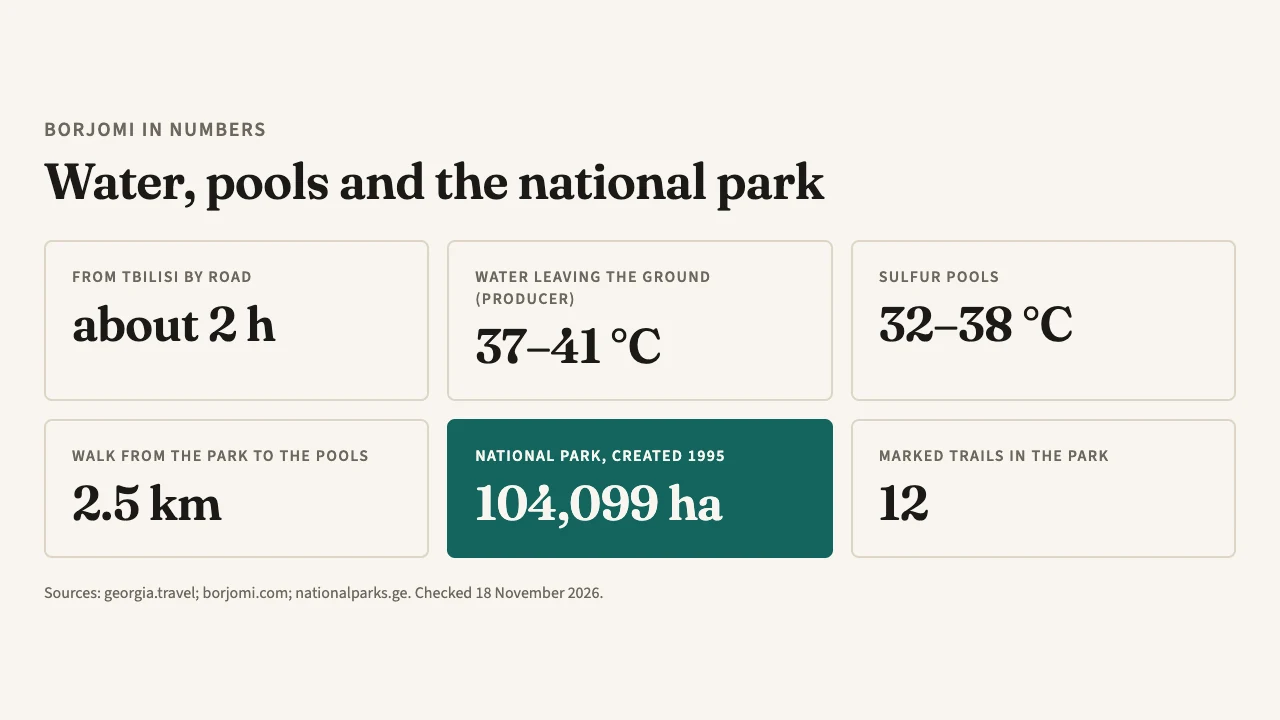 BORJOMI IN NUMBERS
Water, pools and the national park
FROM TBILISI BY ROAD
about 2 h
WATER LEAVING THE GROUND
(PRODUCER)
37–41 °C
SULFUR POOLS
32–38 °C
WALK FROM THE PARK TO THE POOLS
2.5 km
NATIONAL PARK, CREATED 1995
104,099 ha
MARKED TRAILS IN THE PARK
12
Sources: georgia.travel; borjomi.com; nationalparks.ge. Checked 18 November 2026.